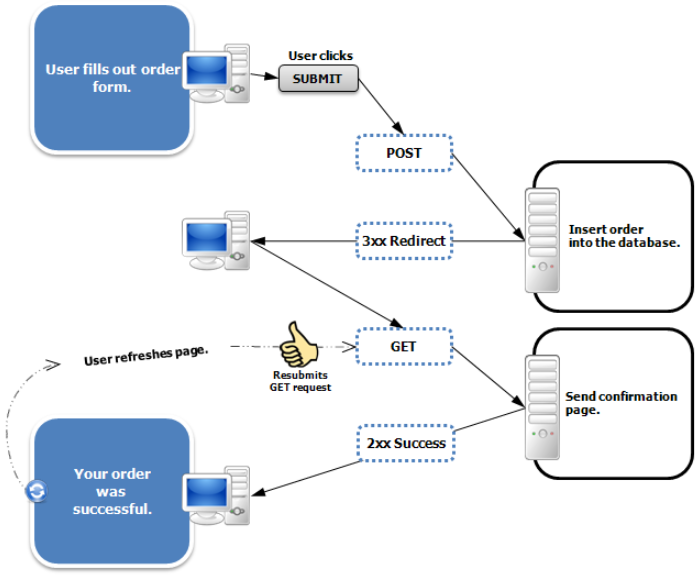 User fills out order
form.
User clicks
SUBMIT
POST
Insert order
into the database.
3xx Redirect
User refreshes page.
Resubmits
GET request
GET
Send confirmation
page.
2xx Success
Your order
was
successful.